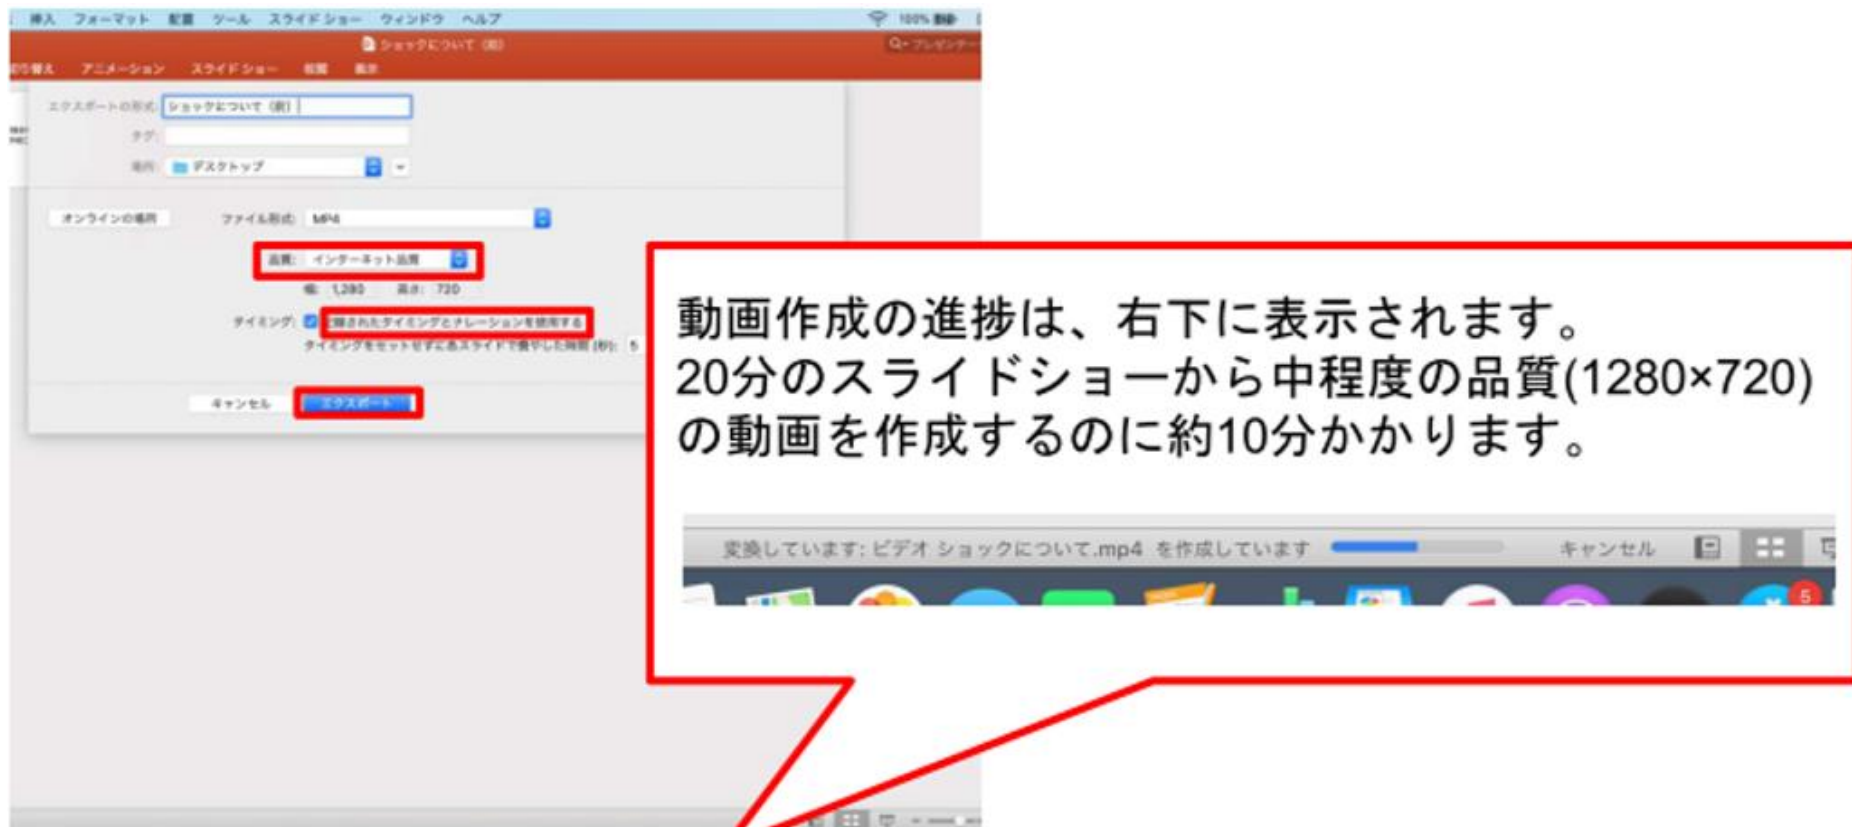 挿入 フォーマット 配置 ツール スライドショー ウィンドウ ヘルプ
100%
ショックについて（前）
切り替え アニメーション スライドショー 校閲 表示
エクスポートの形式: ショックについて（前）
タグ:
場所: デスクトップ
オンラインの場所 ファイル形式: MP4
品質: インターネット品質
幅: 1,280 高さ: 720
タイミング: 記録されたタイミングとナレーションを使用する
タイミングをセットせずに各スライドで費やした時間 (秒): 5
キャンセル エクスポート
動画作成の進捗は、右下に表示されます。
20分のスライドショーから中程度の品質(1280×720)
の動画を作成するのに約10分かかります。
変換しています: ビデオ ショックについて.mp4 を作成しています キャンセル
5